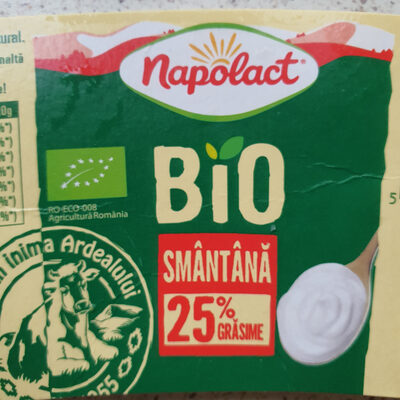 Napolact®
BiO
SMÂNTÂNĂ
25%
GRĂSIME
RO-ECO-008
Agricultură România
inima Ardealului